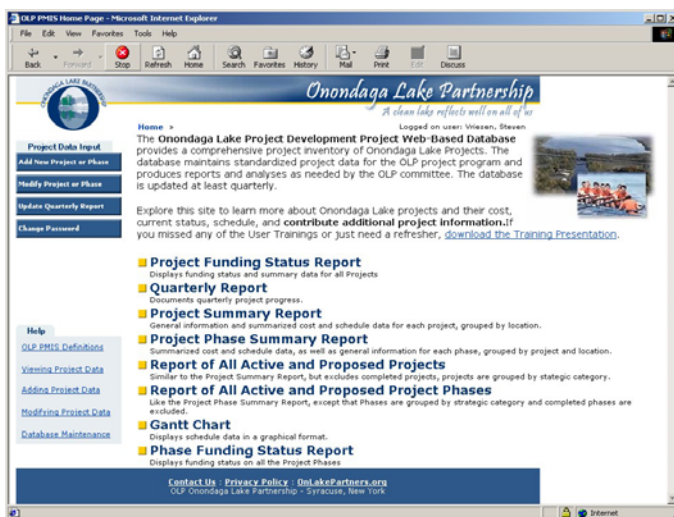 OLP PMIS Home Page - Microsoft Internet Explorer
File Edit View Favorites Tools Help
Back Forward Stop Refresh Home Search Favorites History Mail Print Edit Discuss
ONONDAGA LAKE PARTNERSHIP
Onondaga Lake Partnership
A clean lake reflects well on all of us
Home >
Logged on user: Wriesen, Steven
Project Data Input
Add New Project or Phase
Modify Project or Phase
Update Quarterly Report
Change Password
The Onondaga Lake Project Development Project Web-Based Database
provides a comprehensive project inventory of Onondaga Lake Projects. The
database maintains standardized project data for the OLP project program and
produces reports and analyses as needed by the OLP committee. The database
is updated at least quarterly.
Explore this site to learn more about Onondaga Lake projects and their cost,
current status, schedule, and contribute additional project information.If
you missed any of the User Trainings or just need a refresher, download the Training Presentation.
Project Funding Status Report
Displays funding status and summary data for all Projects
Quarterly Report
Documents quarterly project progress.
Project Summary Report
General information and summarized cost and schedule data for each project, grouped by location.
Project Phase Summary Report
Summarized cost and schedule data, as well as general information for each phase, grouped by project and location.
Report of All Active and Proposed Projects
Similar to the Project Summary Report, but excludes completed projects, projects are grouped by stategic category.
Report of All Active and Proposed Project Phases
Like the Project Phase Summary Report, except that Phases are grouped by strategic category and completed phases are
excluded.
Gantt Chart
Displays schedule data in a graphical format.
Phase Funding Status Report
Displays funding status on all the Project Phases
Help
OLP PMIS Definitions
Viewing Project Data
Adding Project Data
Modifying Project Data
Database Maintenance
Contact Us : Privacy Policy : OnLakePartners.org
OLP Onondaga Lake Partnership - Syracuse, New York
Internet